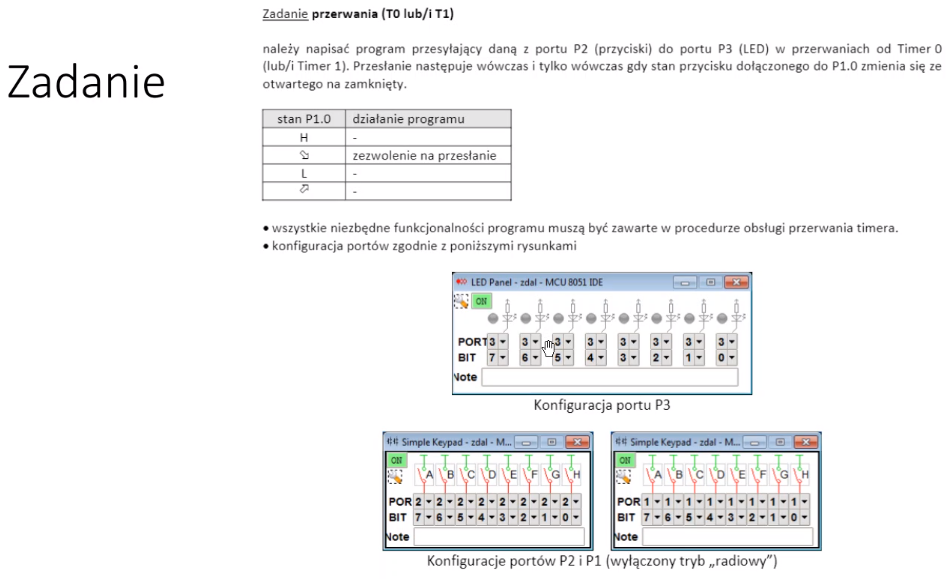 Zadanie
Zadanie przerwania (T0 lub/i T1)
należy napisać program przesyłający daną z portu P2 (przyciski) do portu P3 (LED) w przerwaniach od Timer 0
(lub/i Timer 1). Przesłanie następuje wówczas i tylko wówczas gdy stan przycisku dołączonego do P1.0 zmienia się ze
otwartego na zamknięty.
stan P1.0 działanie programu
H -
⬂ zezwolenie na przesłanie
L -
⬀ -
• wszystkie niezbędne funkcjonalności programu muszą być zawarte w procedurze obsługi przerwania timera.
• konfiguracja portów zgodnie z poniższymi rysunkami
LED Panel - zdal - MCU 8051 IDE
ON
PORT 3 3 3 3 3 3 3 3
BIT 7 6 5 4 3 2 1 0
Note
Konfiguracja portu P3
Simple Keypad - zdal - M...
ON
A B C D E F G H
POR 2 2 2 2 2 2 2 2
BIT 7 6 5 4 3 2 1 0
Note
Simple Keypad - zdal - M...
ON
A B C D E F G H
POR 1 1 1 1 1 1 1 1
BIT 7 6 5 4 3 2 1 0
Note
Konfiguracje portów P2 i P1 (wyłączony tryb „radiowy”)